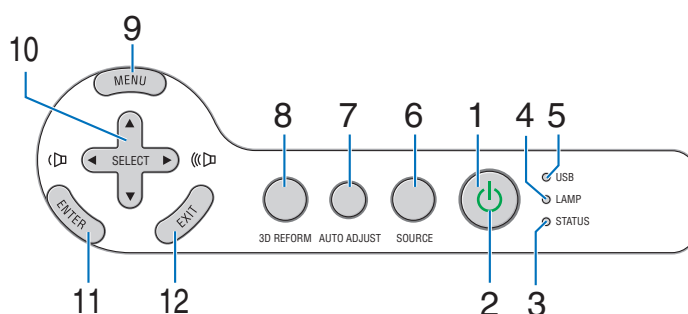 9
10
MENU
8
7
6
1
4
5
SELECT
USB
LAMP
STATUS
ENTER
EXIT
3D REFORM
AUTO ADJUST
SOURCE
11
12
2
3